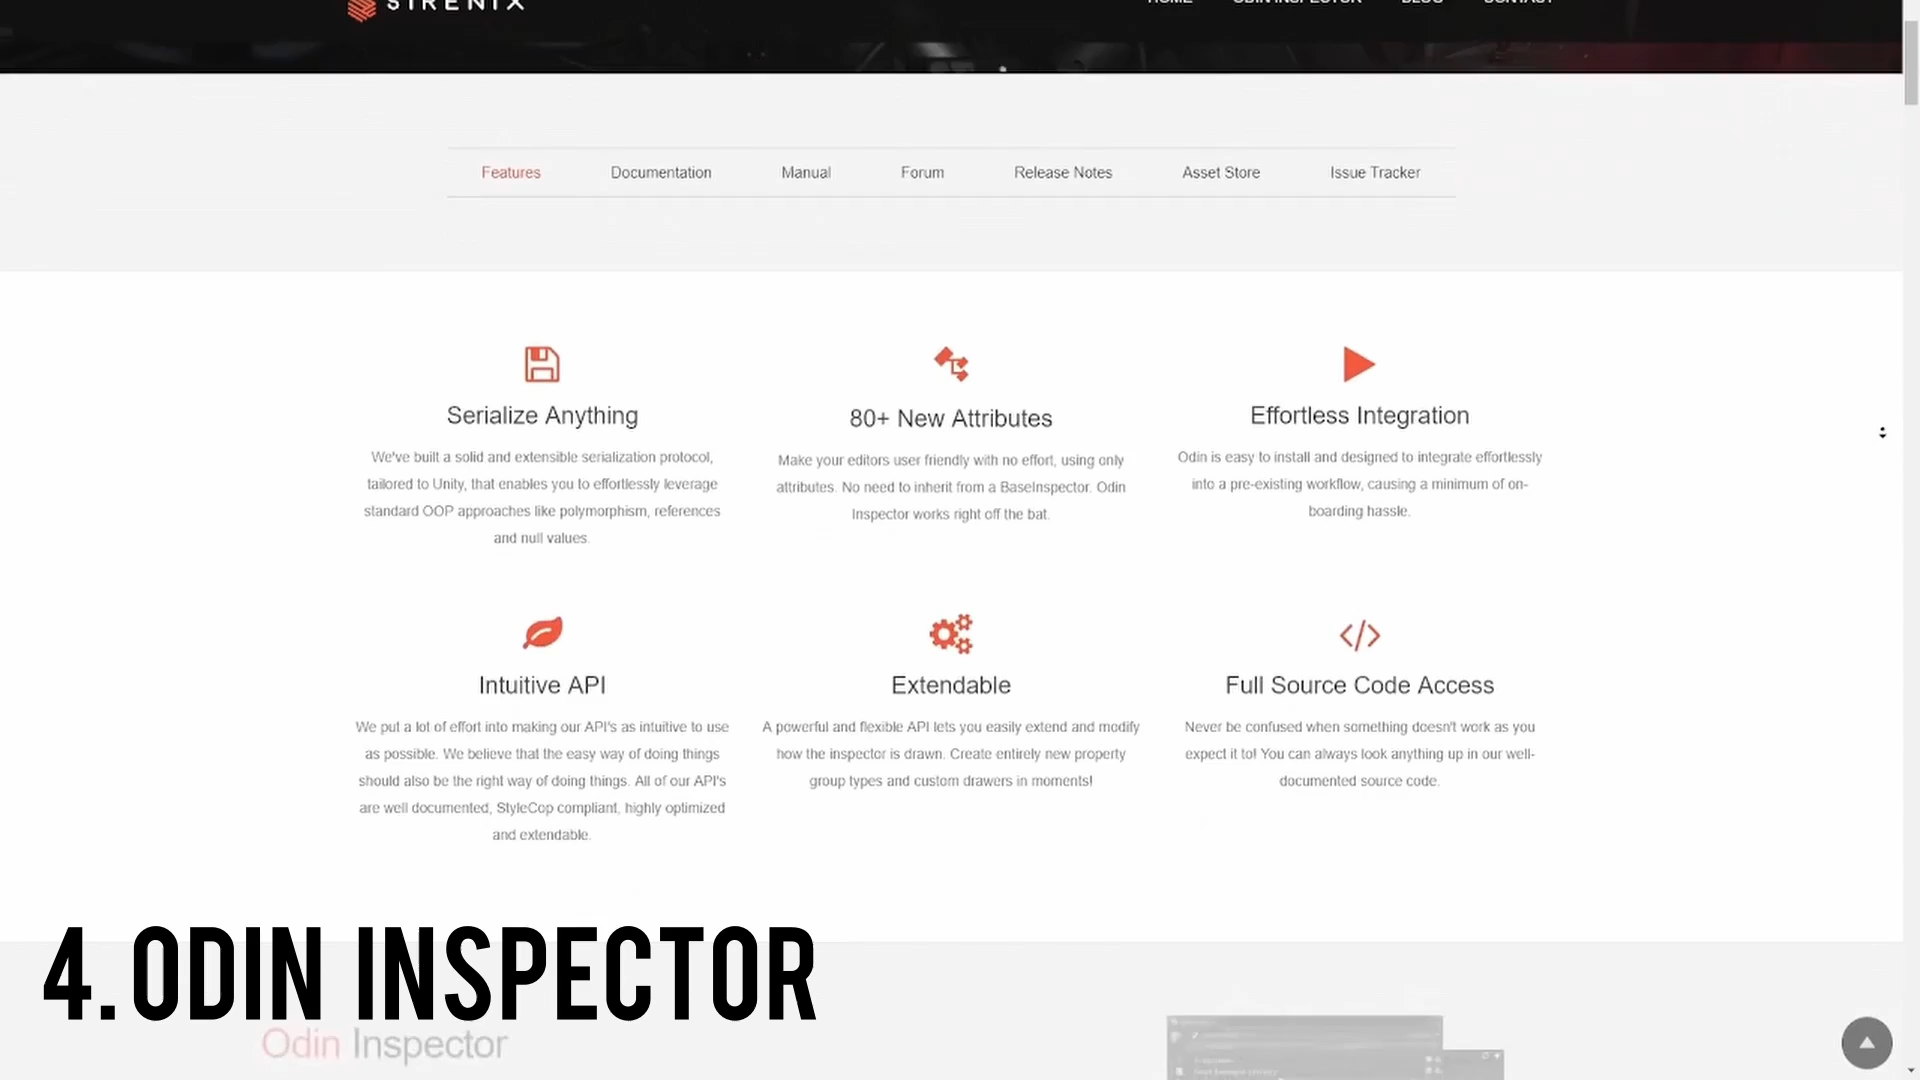 SIRENIX
HOME ODIN INSPECTOR BLOG CONTACT
Features Documentation Manual Forum Release Notes Asset Store Issue Tracker
Serialize Anything
We've built a solid and extensible serialization protocol,
tailored to Unity, that enables you to effortlessly leverage
standard OOP approaches like polymorphism, references
and null values.
80+ New Attributes
Make your editors user friendly with no effort, using only
attributes. No need to inherit from a BaseInspector. Odin
Inspector works right off the bat.
Effortless Integration
Odin is easy to install and designed to integrate effortlessly
into a pre-existing workflow, causing a minimum of on-
boarding hassle.
Intuitive API
We put a lot of effort into making our API's as intuitive to use
as possible. We believe that the easy way of doing things
should also be the right way of doing things. All of our API's
are well documented, StyleCop compliant, highly optimized
and extendable.
Extendable
A powerful and flexible API lets you easily extend and modify
how the inspector is drawn. Create entirely new property
group types and custom drawers in moments!
Full Source Code Access
Never be confused when something doesn't work as you
expect it to! You can always look anything up in our well-
documented source code.
4. ODIN INSPECTOR
Odin Inspector